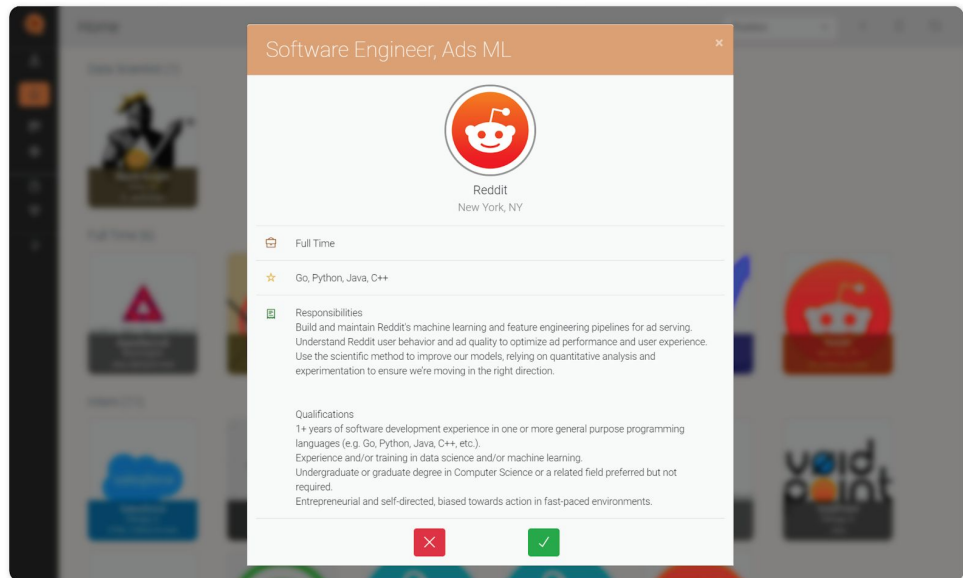 Home
Software Engineer, Ads ML
×
Reddit
New York, NY
Full Time
Go, Python, Java, C++
Responsibilities
Build and maintain Reddit's machine learning and feature engineering pipelines for ad serving.
Understand Reddit user behavior and ad quality to optimize ad performance and user experience.
Use the scientific method to improve our models, relying on quantitative analysis and
experimentation to ensure we're moving in the right direction.
Qualifications
1+ years of software development experience in one or more general purpose programming
languages (e.g. Go, Python, Java, C++, etc.).
Experience and/or training in data science and/or machine learning.
Undergraduate or graduate degree in Computer Science or a related field preferred but not
required.
Entrepreneurial and self-directed, biased towards action in fast-paced environments.
void
point